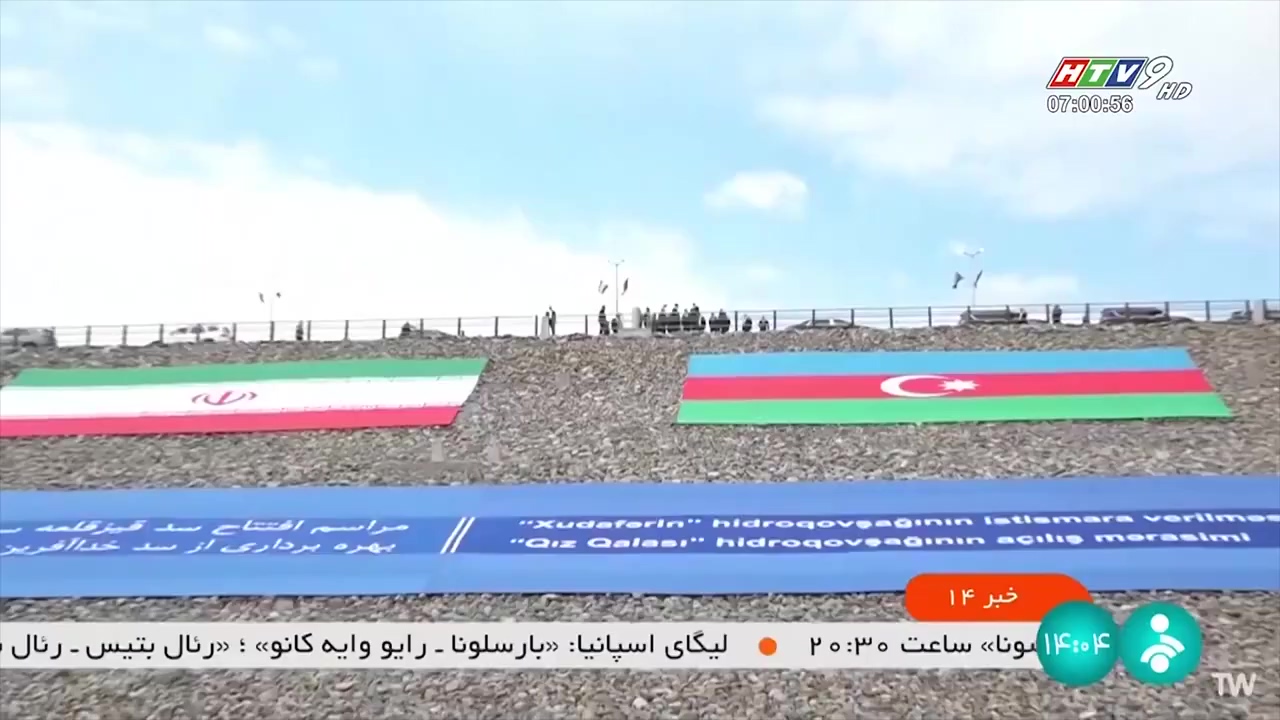 HTV9 HD
07:00:56
مراسم افتتاح سد قیزقلعه
بهره برداری از سد خداآفرین
"Xudafərin" hidroqovşağının istismara verilməs
"Qız Qalası" hidroqovşağının açılış mərasimi
خبر ۱۴
سونا» ساعت ۲۰:۳۰ ● لیگای اسپانیا: «بارسلونا ـ رایو وایه کانو» ؛ «رئال بتیس ـ رئال
۱۴:۰۴
TW